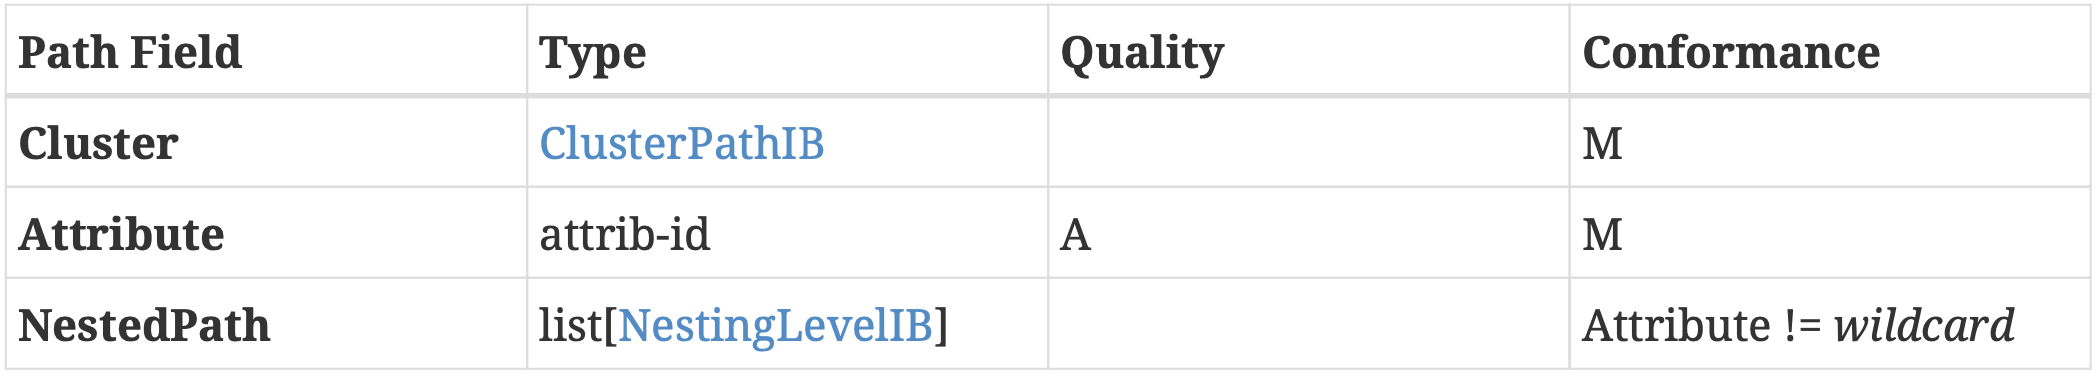 Path Field Type Quality Conformance
Cluster ClusterPathIB M
Attribute attrib-id A M
NestedPath list[NestingLevelIB] Attribute != wildcard